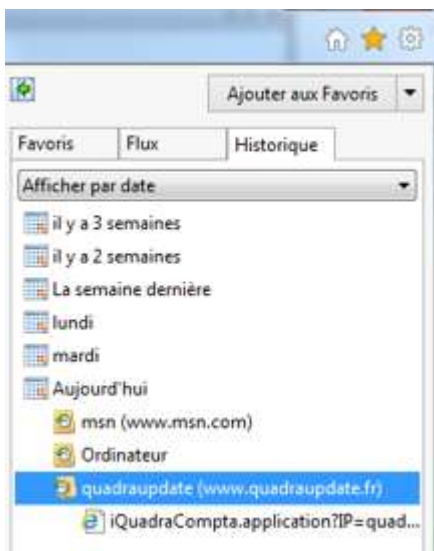 Ajouter aux Favoris
Favoris Flux Historique
Afficher par date
il y a 3 semaines
il y a 2 semaines
La semaine dernière
lundi
mardi
Aujourd'hui
msn (www.msn.com)
Ordinateur
quadraupdate (www.quadraupdate.fr)
iQuadraCompta.application?IP=quad...